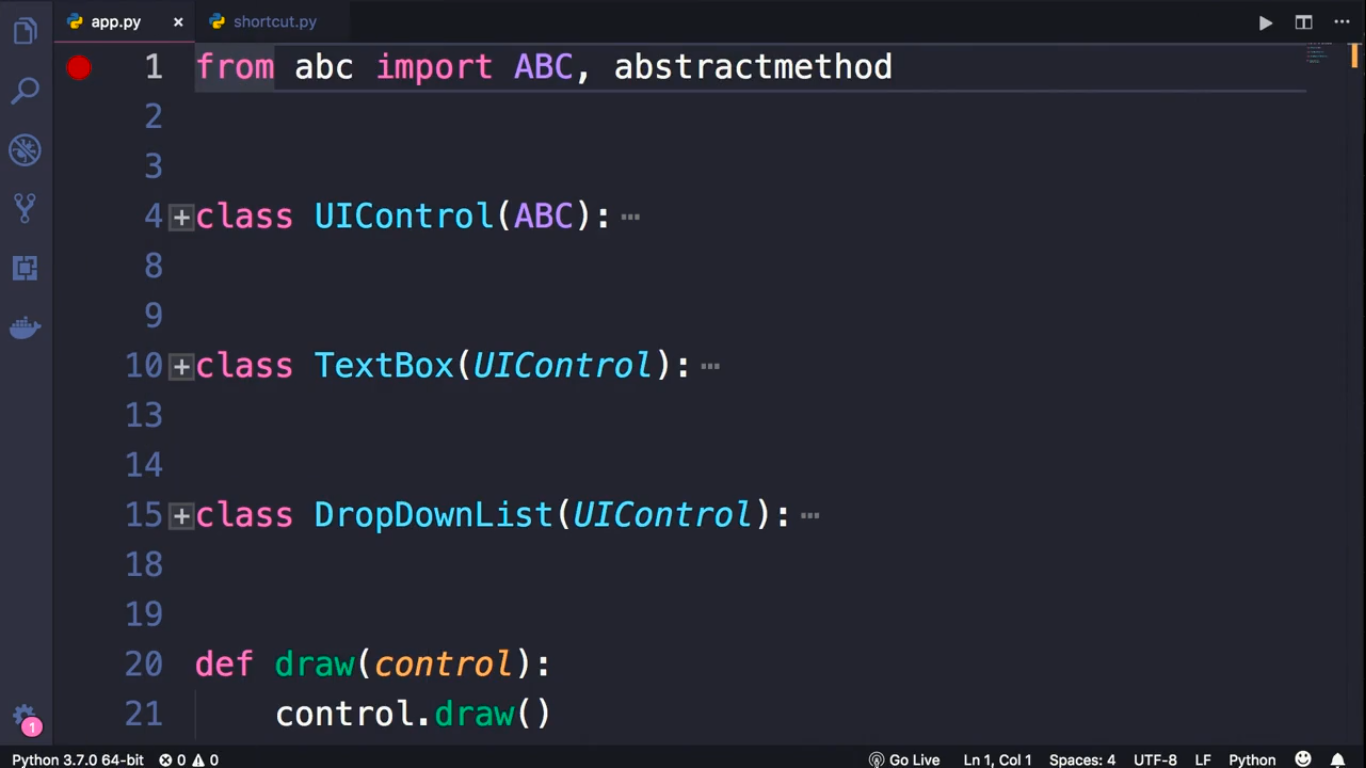 app.py × shortcut.py
1 from abc import ABC, abstractmethod
2
3
4 class UIControl(ABC):
8
9
10 class TextBox(UIControl):
13
14
15 class DropDownList(UIControl):
18
19
20 def draw(control):
21 control.draw()
1
Python 3.7.0 64-bit 0 0 Go Live Ln 1, Col 1 Spaces: 4 UTF-8 LF Python